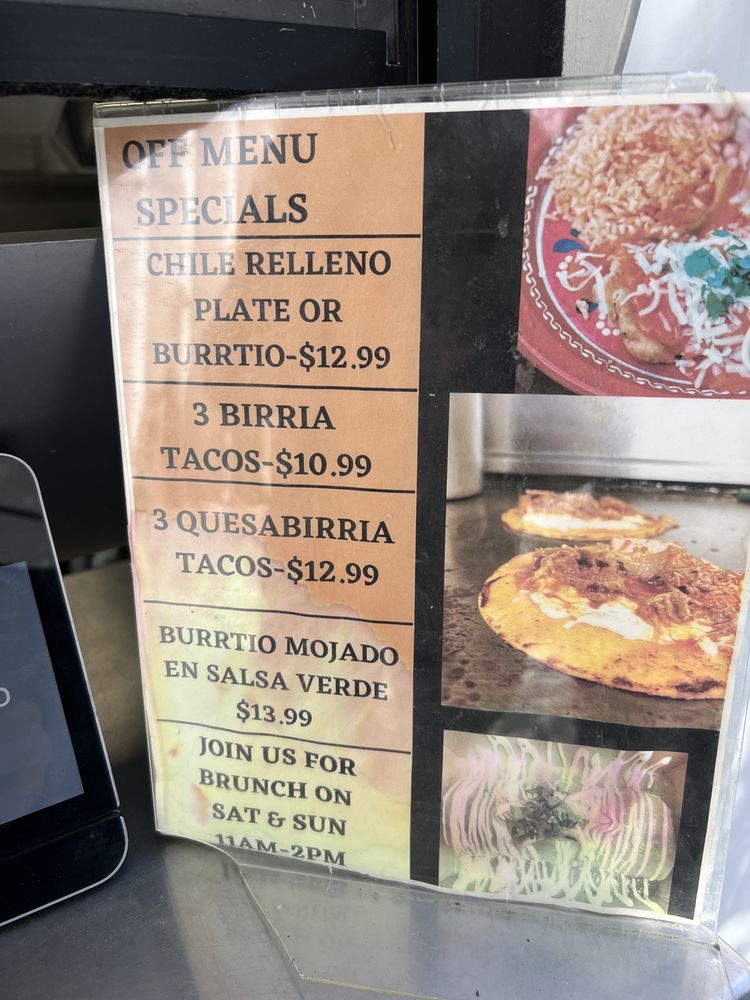 OFF MENU
SPECIALS
CHILE RELLENO
PLATE OR
BURRTIO-$12.99
3 BIRRIA
TACOS-$10.99
3 QUESABIRRIA
TACOS-$12.99
BURRTIO MOJADO
EN SALSA VERDE
$13.99
JOIN US FOR
BRUNCH ON
SAT & SUN
11AM-2PM